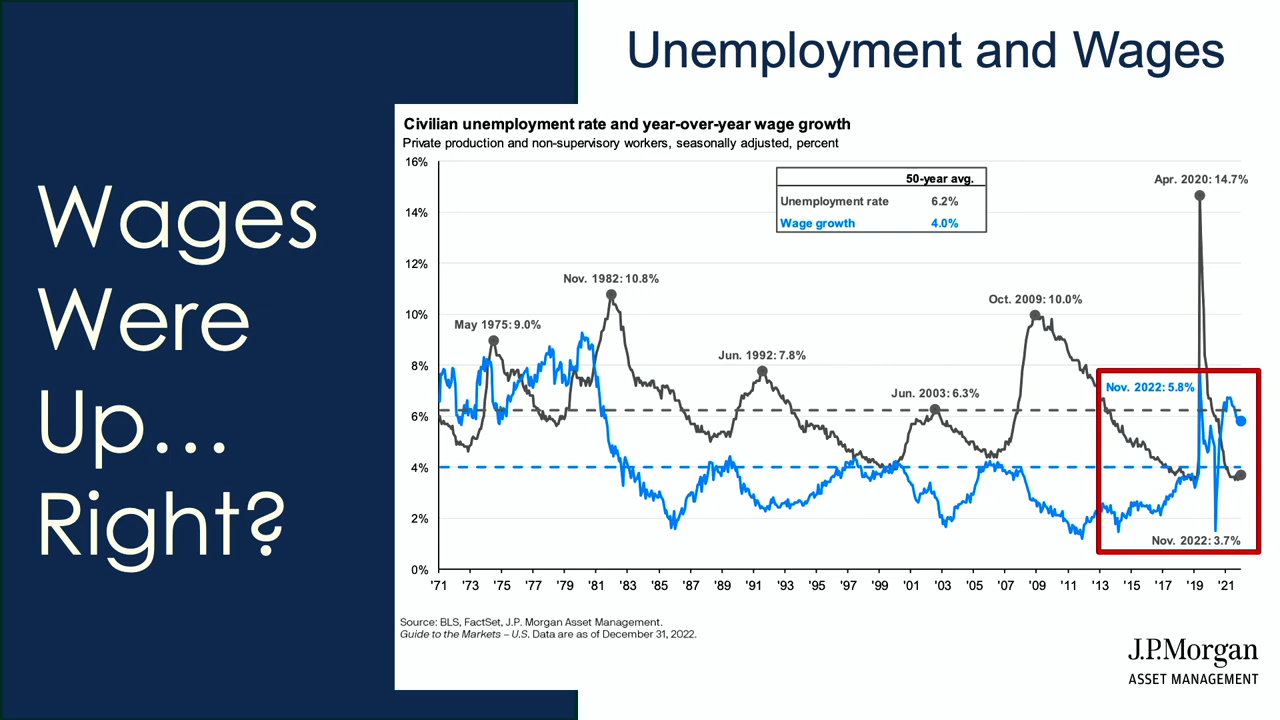 Unemployment and Wages
Wages
Were
Up...
Right?
Civilian unemployment rate and year-over-year wage growth
Private production and non-supervisory workers, seasonally adjusted, percent
16%
14%
12%
10%
8%
6%
4%
2%
0%
50-year avg.
Unemployment rate 6.2%
Wage growth 4.0%
May 1975: 9.0%
Nov. 1982: 10.8%
Jun. 1992: 7.8%
Jun. 2003: 6.3%
Oct. 2009: 10.0%
Apr. 2020: 14.7%
Nov. 2022: 5.8%
Nov. 2022: 3.7%
'71 '73 '75 '77 '79 '81 '83 '85 '87 '89 '91 '93 '95 '97 '99 '01 '03 '05 '07 '09 '11 '13 '15 '17 '19 '21
Source: BLS, FactSet, J.P. Morgan Asset Management.
Guide to the Markets – U.S. Data are as of December 31, 2022.
J.P.Morgan
ASSET MANAGEMENT